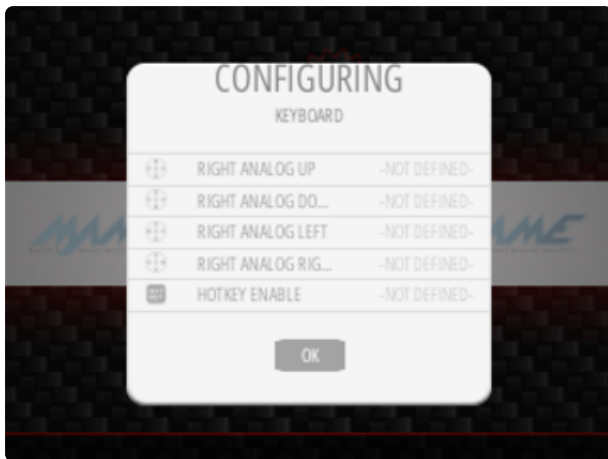 CONFIGURING
KEYBOARD
RIGHT ANALOG UP -NOT DEFINED-
RIGHT ANALOG DO... -NOT DEFINED-
RIGHT ANALOG LEFT -NOT DEFINED-
RIGHT ANALOG RIG... -NOT DEFINED-
HOTKEY ENABLE -NOT DEFINED-
OK